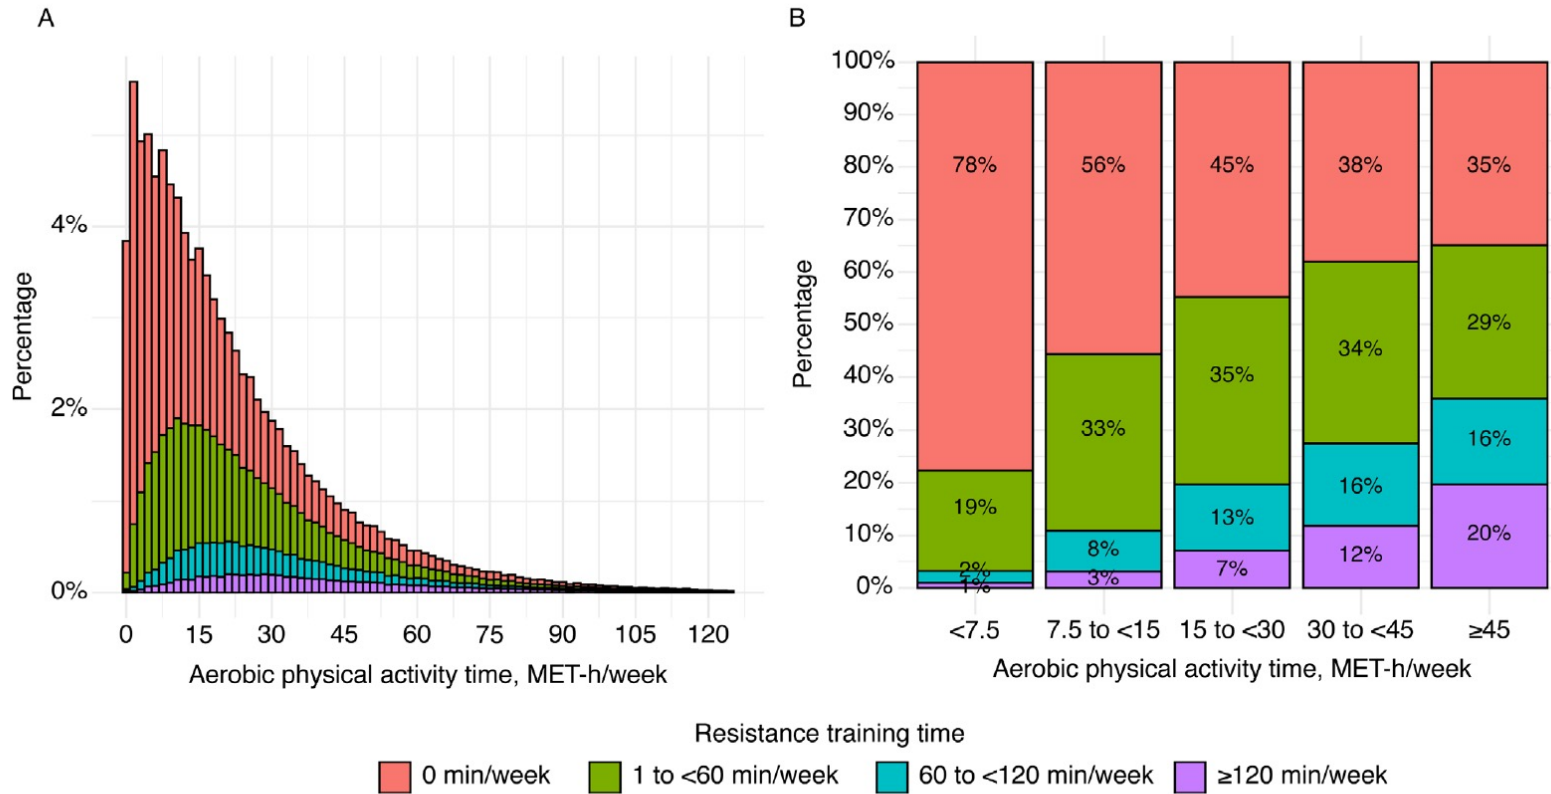 A
Percentage
4%
2%
0%
0 15 30 45 60 75 90 105 120
Aerobic physical activity time, MET-h/week
B
Percentage
100%
90%
80%
70%
60%
50%
40%
30%
20%
10%
0%
78% 56% 45% 38% 35%
19% 33% 35% 34% 29%
2% 8% 13% 16% 16%
1% 3% 7% 12% 20%
<7.5 7.5 to <15 15 to <30 30 to <45 ≥45
Aerobic physical activity time, MET-h/week
Resistance training time
0 min/week 1 to <60 min/week 60 to <120 min/week ≥120 min/week